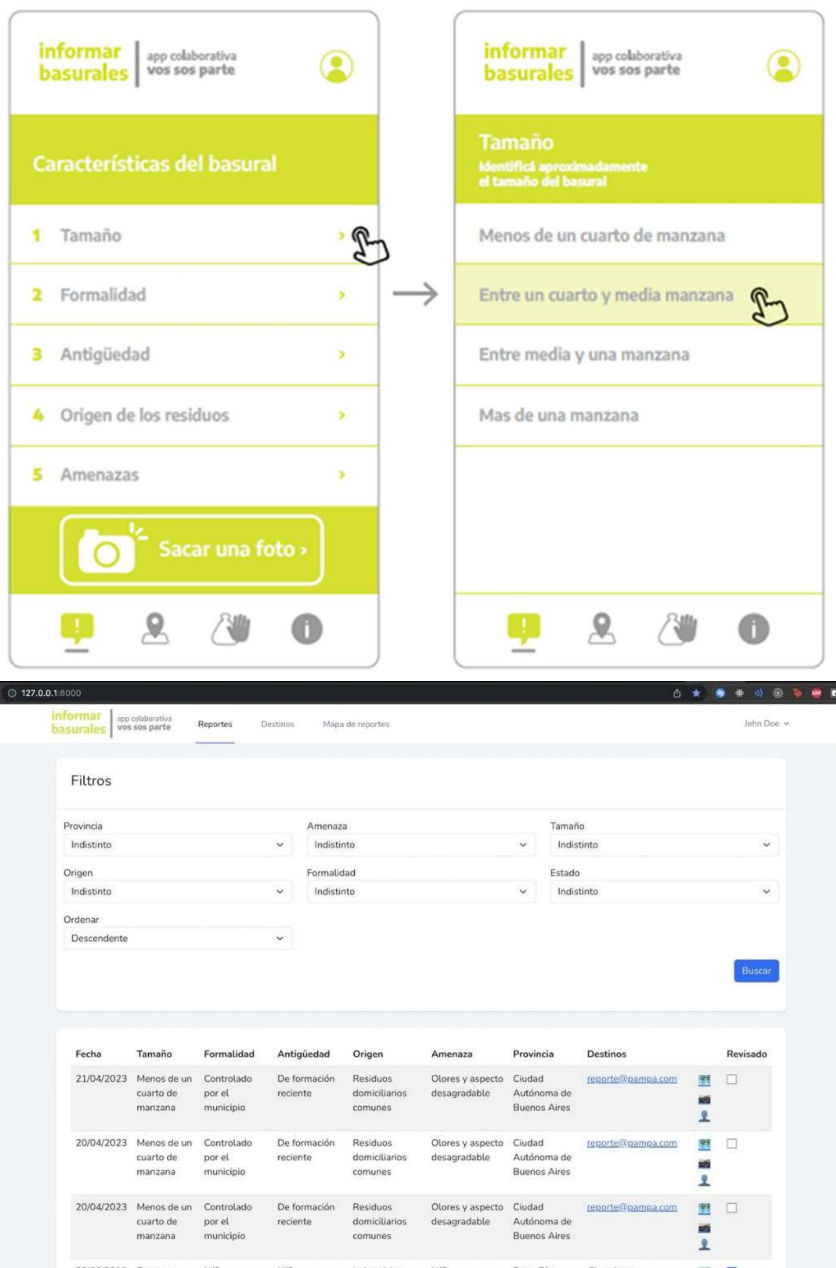 informar
basurales
app colaborativa
vos sos parte
Características del basural
1 Tamaño ›
2 Formalidad ›
3 Antigüedad ›
4 Origen de los residuos ›
5 Amenazas ›
Sacar una foto ›
informar
basurales
app colaborativa
vos sos parte
Tamaño
Identificá aproximadamente
el tamaño del basural
Menos de un cuarto de manzana
Entre un cuarto y media manzana
Entre media y una manzana
Mas de una manzana
127.0.0.1:8000
informar
basurales
app colaborativa
vos sos parte
Reportes Destinos Mapa de reportes John Doe
Filtros
Provincia Amenaza Tamaño
Indistinto Indistinto Indistinto
Origen Formalidad Estado
Indistinto Indistinto Indistinto
Ordenar
Descendente
Buscar
Fecha Tamaño Formalidad Antigüedad Origen Amenaza Provincia Destinos Revisado
21/04/2023 Menos de un Controlado De formación Residuos Olores y aspecto Ciudad reporte@pampa.com
cuarto de por el reciente domiciliarios desagradable Autónoma de
manzana municipio comunes Buenos Aires
20/04/2023 Menos de un Controlado De formación Residuos Olores y aspecto Ciudad reporte@pampa.com
cuarto de por el reciente domiciliarios desagradable Autónoma de
manzana municipio comunes Buenos Aires
20/04/2023 Menos de un Controlado De formación Residuos Olores y aspecto Ciudad reporte@pampa.com
cuarto de por el reciente domiciliarios desagradable Autónoma de
manzana municipio comunes Buenos Aires